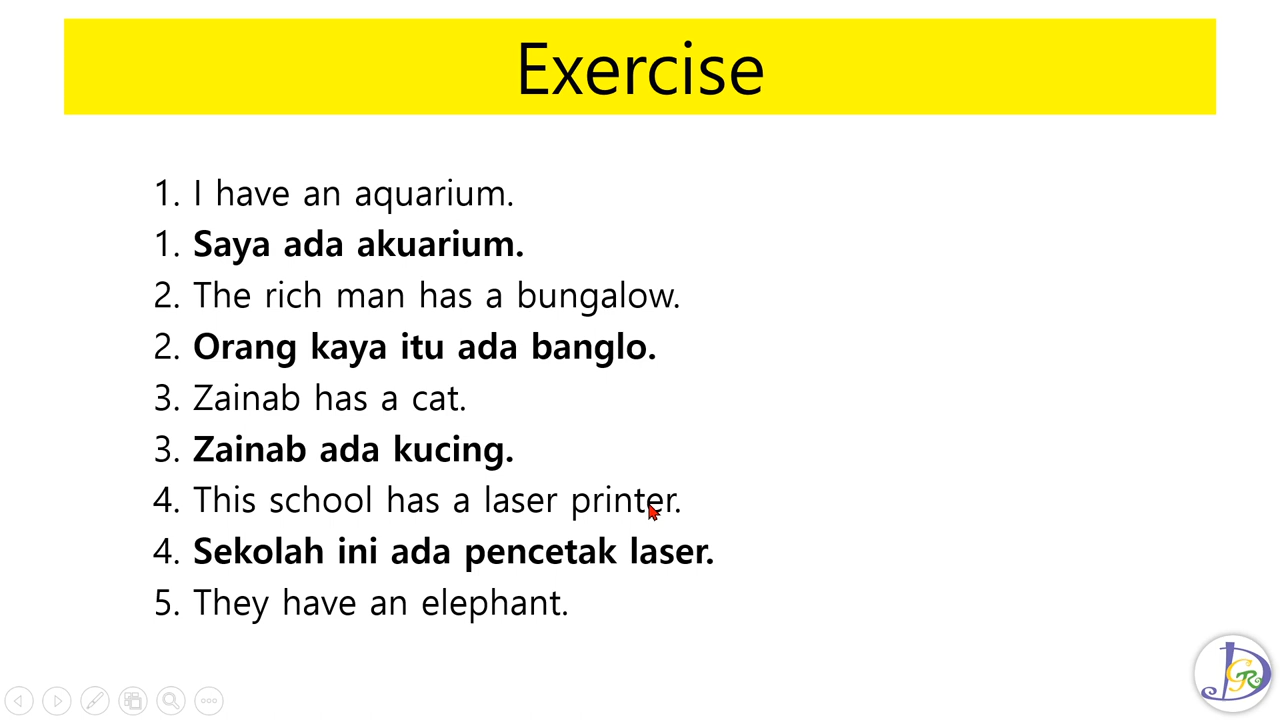 Exercise
1. I have an aquarium.
1. Saya ada akuarium.
2. The rich man has a bungalow.
2. Orang kaya itu ada banglo.
3. Zainab has a cat.
3. Zainab ada kucing.
4. This school has a laser printer.
4. Sekolah ini ada pencetak laser.
5. They have an elephant.